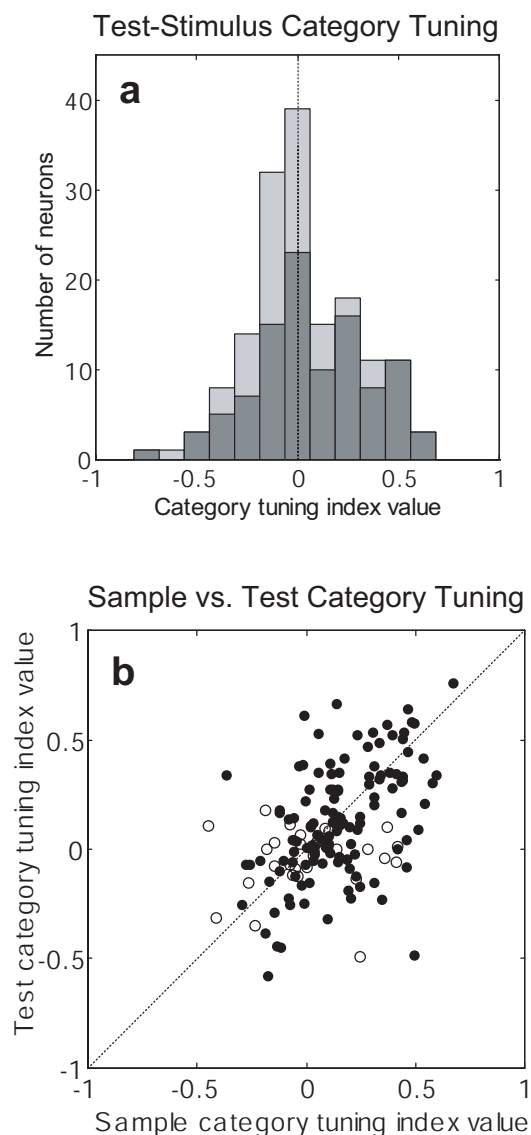 Test-Stimulus Category Tuning
a
Number of neurons
40
30
20
10
0
-1 -0.5 0 0.5 1
Category tuning index value
Sample vs. Test Category Tuning
b
Test category tuning index value
1
0.5
0
-0.5
-1
-1 -0.5 0 0.5 1
Sample category tuning index value